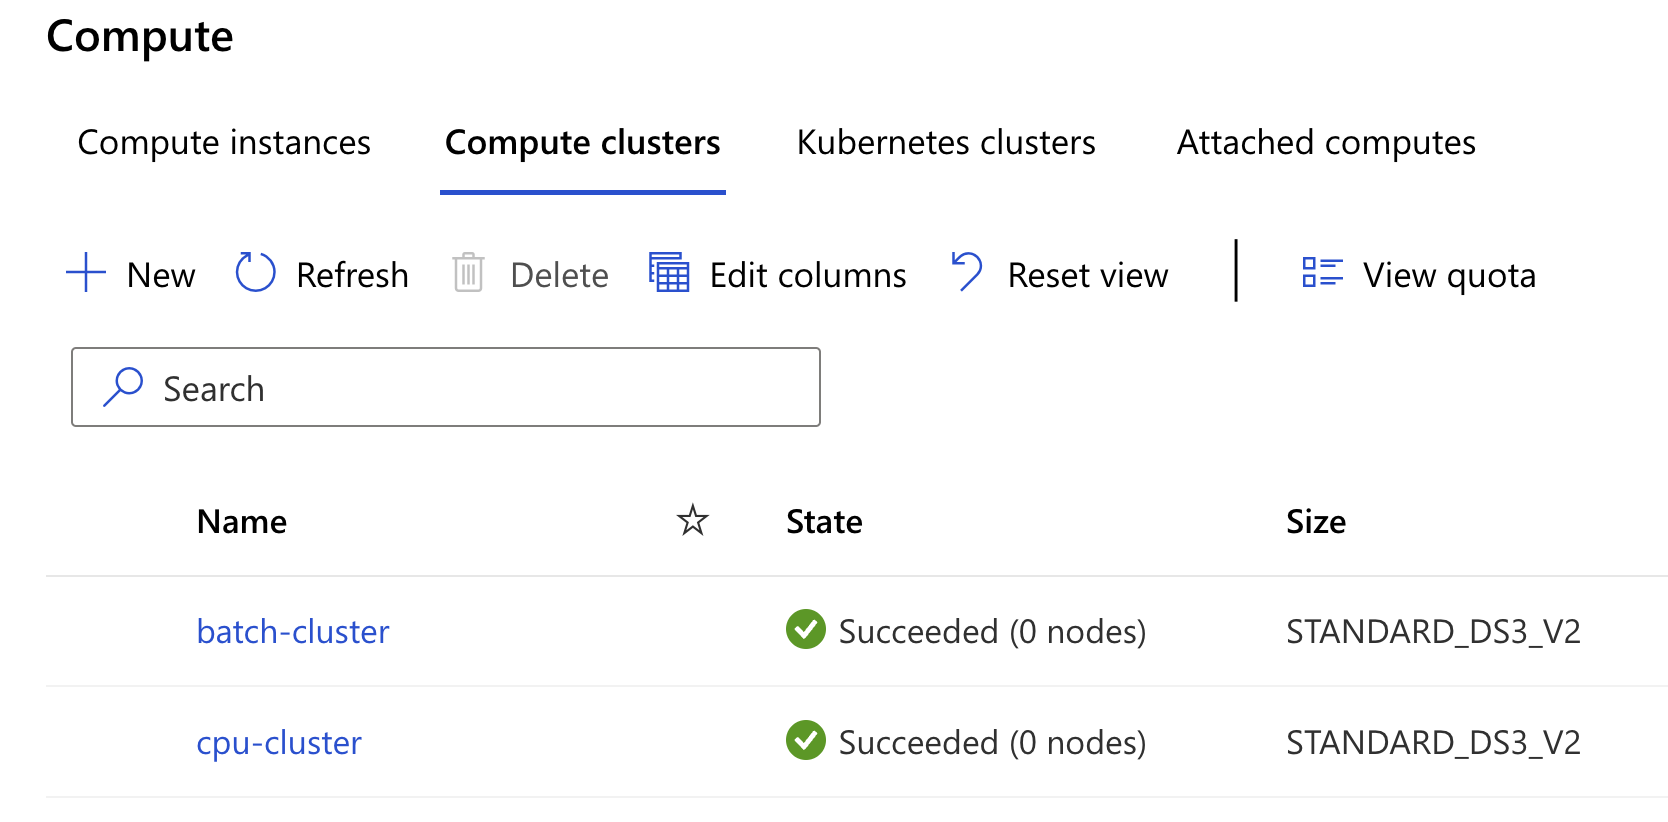 Compute
Compute instances Compute clusters Kubernetes clusters Attached computes
New Refresh Delete Edit columns Reset view View quota
Search
Name State Size
batch-cluster Succeeded (0 nodes) STANDARD_DS3_V2
cpu-cluster Succeeded (0 nodes) STANDARD_DS3_V2